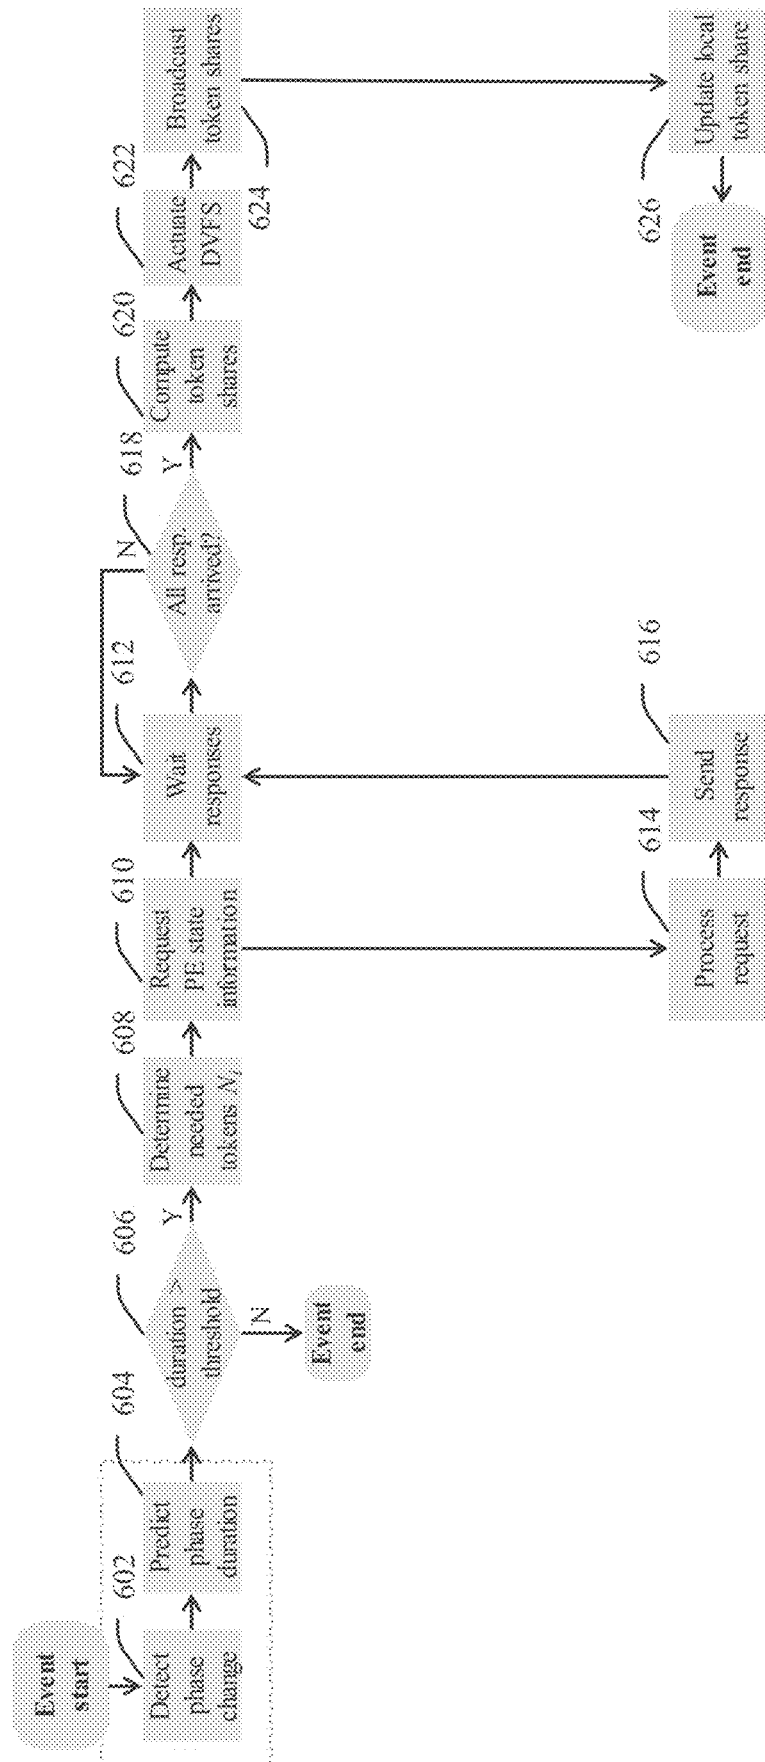 Event
start
602
Detect
phase
change
604
Predict
phase
duration
606
duration >
threshold
Y
N
Event
end
608
Determine
needed
tokens Nᵢ
610
Request
PE state
information
612
Wait
responses
614
Process
request
616
Send
response
618
All resp.
arrived?
N
Y
620
Compute
token
shares
622
Actuate
DVFS
624
Broadcast
token shares
626
Update local
token share
Event
end